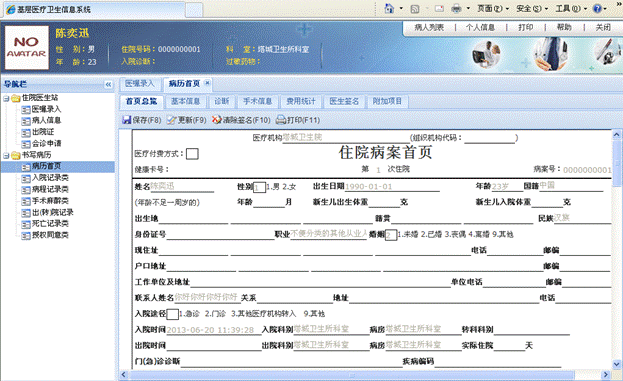 基层医疗卫生信息系统
页面(P) 安全(S) 工具(O)
NO AVATAR
陈奕迅
病人列表 | 个人信息 | 打印 | 帮助 | 关闭
性 别：男 住院号码：0000000001 科 室：塔城卫生所科室
年 龄：23 入院诊断： 过敏药物：
导航栏
住院医生站
医嘱录入
病人信息
出院证
会诊申请
书写病历
病历首页
入院记录类
病程记录类
手术麻醉类
出(转)院记录
死亡记录类
授权同意类
医嘱录入 病历首页
首页总览 基本信息 诊断 手术信息 费用统计 医生签名 附加项目
保存(F8) 更新(F9) 清除签名(F10) 打印(F11)
医疗机构塔城卫生院 (组织机构代码： )
医疗付费方式： 住院病案首页
健康卡号： 第 1 次住院 病案号：0000000001
姓名陈奕迅 性别1 1.男 2.女 出生日期1990-01-01 年龄23岁 国籍中国
(年龄不足一周岁的) 年龄 月 新生儿出生体重 克 新生儿入院体重 克
出生地 籍贯 民族汉族
身份证号 职业不便分类的其他从业人 婚姻2 1.未婚 2.已婚 3.丧偶 4.离婚 9.其他
现住址 电话 邮编
户口地址 邮编
工作单位及地址 单位电话 邮编
联系人姓名你好你好你好你好 关系 地址 电话
入院途径 1.急诊 2.门诊 3.其他医疗机构转入 9.其他
入院时间 2013-06-20 11:39:28 入院科别塔城卫生所科室 病房塔城卫生所科室 转科科别
出院时间 出院科别塔城卫生所科室 病房塔城卫生所科室 实际住院 天
门(急)诊诊断 疾病编码